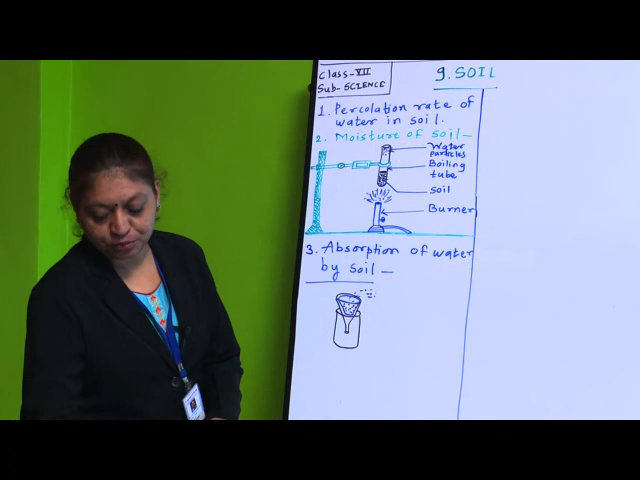 Class-VII
Sub-SCIENCE
9. SOIL
1. Percolation rate of
water in soil.
2. Moisture of soil—
Water
particles
Boiling
tube
Soil
Burner
3. Absorption of water
by soil—